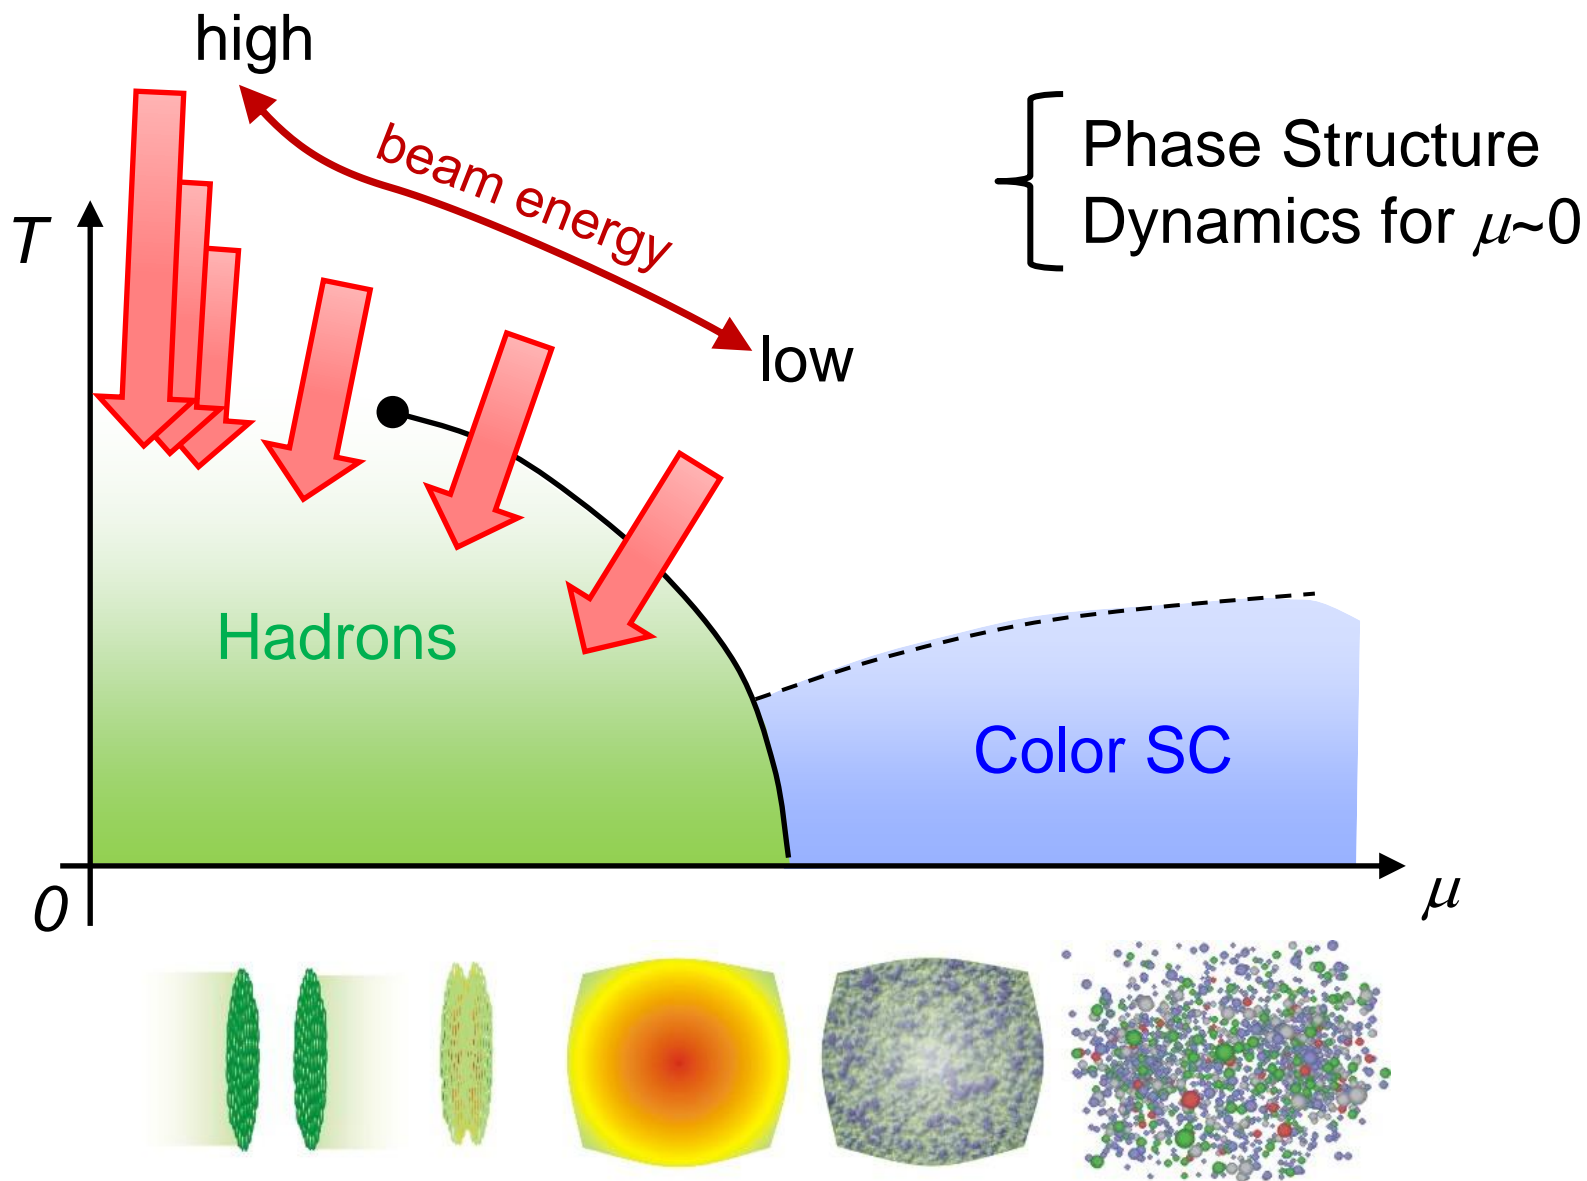 high
beam energy
low
Phase Structure
Dynamics for μ~0
T
Hadrons
Color SC
0
μ